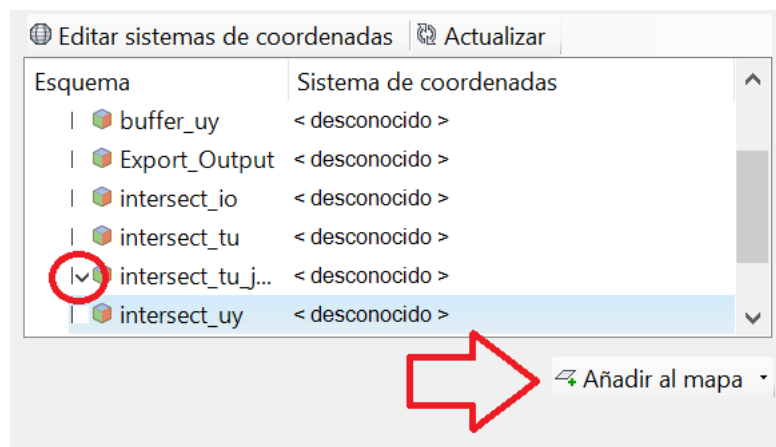 Editar sistemas de coordenadas Actualizar
Esquema Sistema de coordenadas
buffer_uy < desconocido >
Export_Output < desconocido >
intersect_io < desconocido >
intersect_tu < desconocido >
intersect_tu_j... < desconocido >
intersect_uy < desconocido >
Añadir al mapa